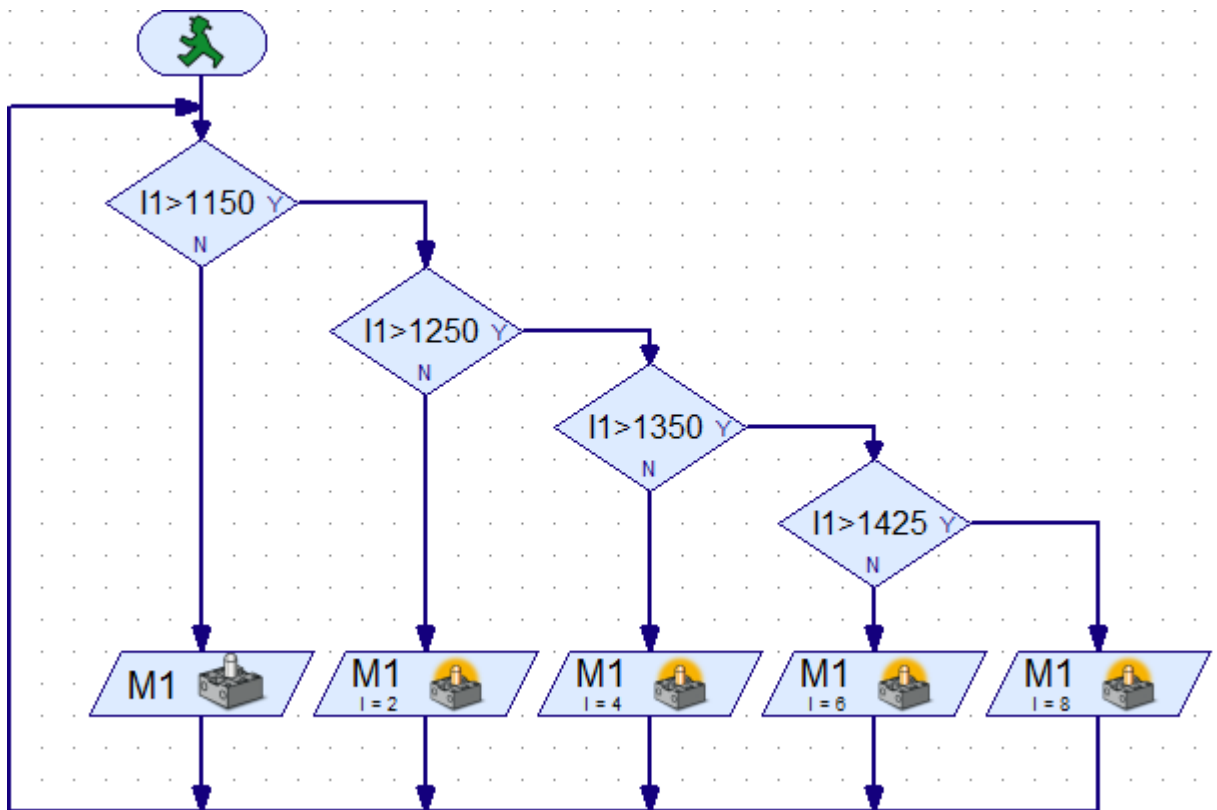 I1>1150 Y
N
I1>1250 Y
N
I1>1350 Y
N
I1>1425 Y
N
M1
M1
I = 2
M1
I = 4
M1
I = 6
M1
I = 8